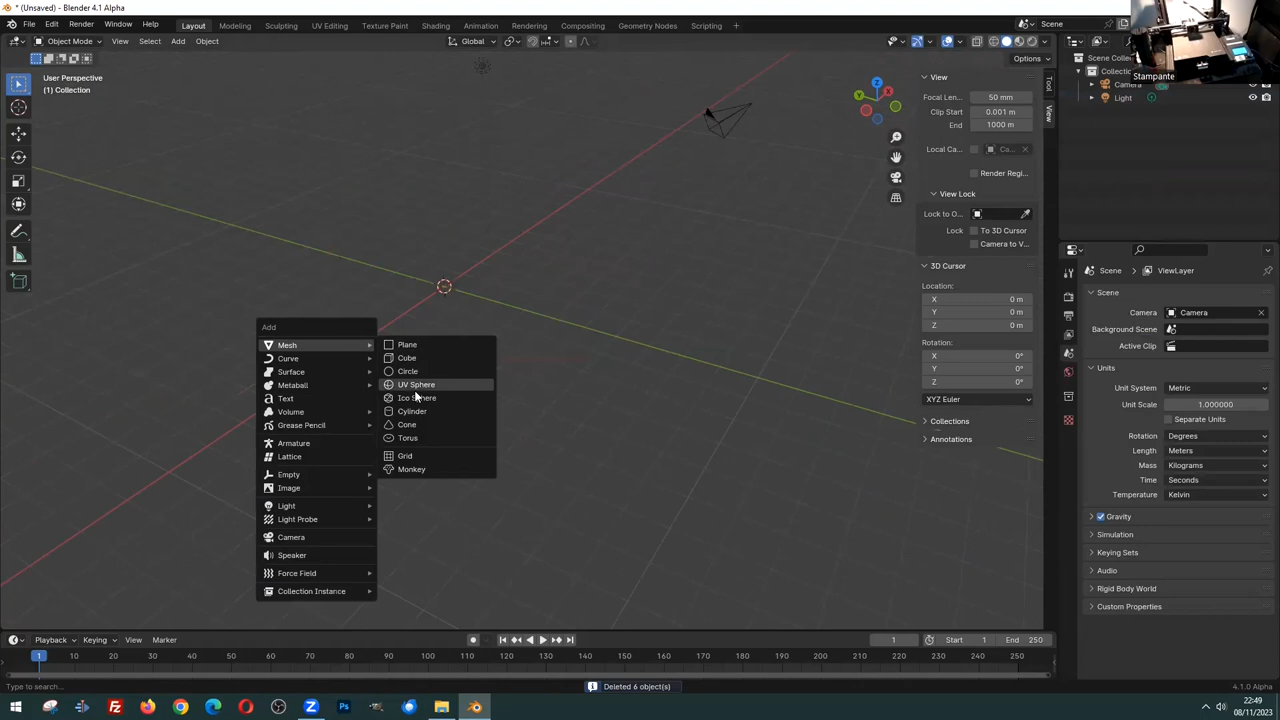 * (Unsaved) - Blender 4.1 Alpha
File Edit Render Window Help Layout Modeling Sculpting UV Editing Texture Paint Shading Animation Rendering Compositing Geometry Nodes Scripting Scene
Object Mode View Select Add Object Global
Options
User Perspective
(1) Collection
Z
Y
X
View
Focal Len... 50 mm
Clip Start 0.001 m
End 1000 m
Local Ca... Ca...
Render Regi...
View Lock
Lock to O...
Lock To 3D Cursor
Camera to V...
3D Cursor
Location:
X 0 m
Y 0 m
Z 0 m
Rotation:
X 0°
Y 0°
Z 0°
XYZ Euler
Collections
Annotations
Tool
View
Add
Mesh
Curve
Surface
Metaball
Text
Volume
Grease Pencil
Armature
Lattice
Empty
Image
Light
Light Probe
Camera
Speaker
Force Field
Collection Instance
Plane
Cube
Circle
UV Sphere
Ico Sphere
Cylinder
Cone
Torus
Grid
Monkey
Stampante
Scene Collec
Collection
Camera
Light
Scene ViewLayer
Scene
Camera Camera
Background Scene
Active Clip
Units
Unit System Metric
Unit Scale 1.000000
Separate Units
Rotation Degrees
Length Meters
Mass Kilograms
Time Seconds
Temperature Kelvin
Gravity
Simulation
Keying Sets
Audio
Rigid Body World
Custom Properties
Playback Keying View Marker 1 Start 1 End 250
1 10 20 30 40 50 60 70 80 90 100 110 120 130 140 150 160 170 180 190 200 210 220 230 240 250
Type to search... Deleted 6 object(s) 4.1.0 Alpha
22:49
08/11/2023